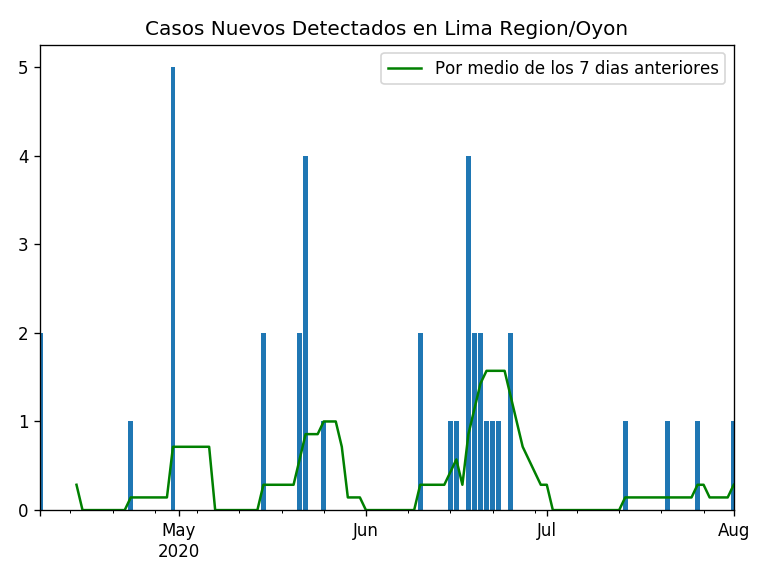 Casos Nuevos Detectados en Lima Region/Oyon
Por medio de los 7 dias anteriores
5
4
3
2
1
0
May
2020
Jun
Jul
Aug